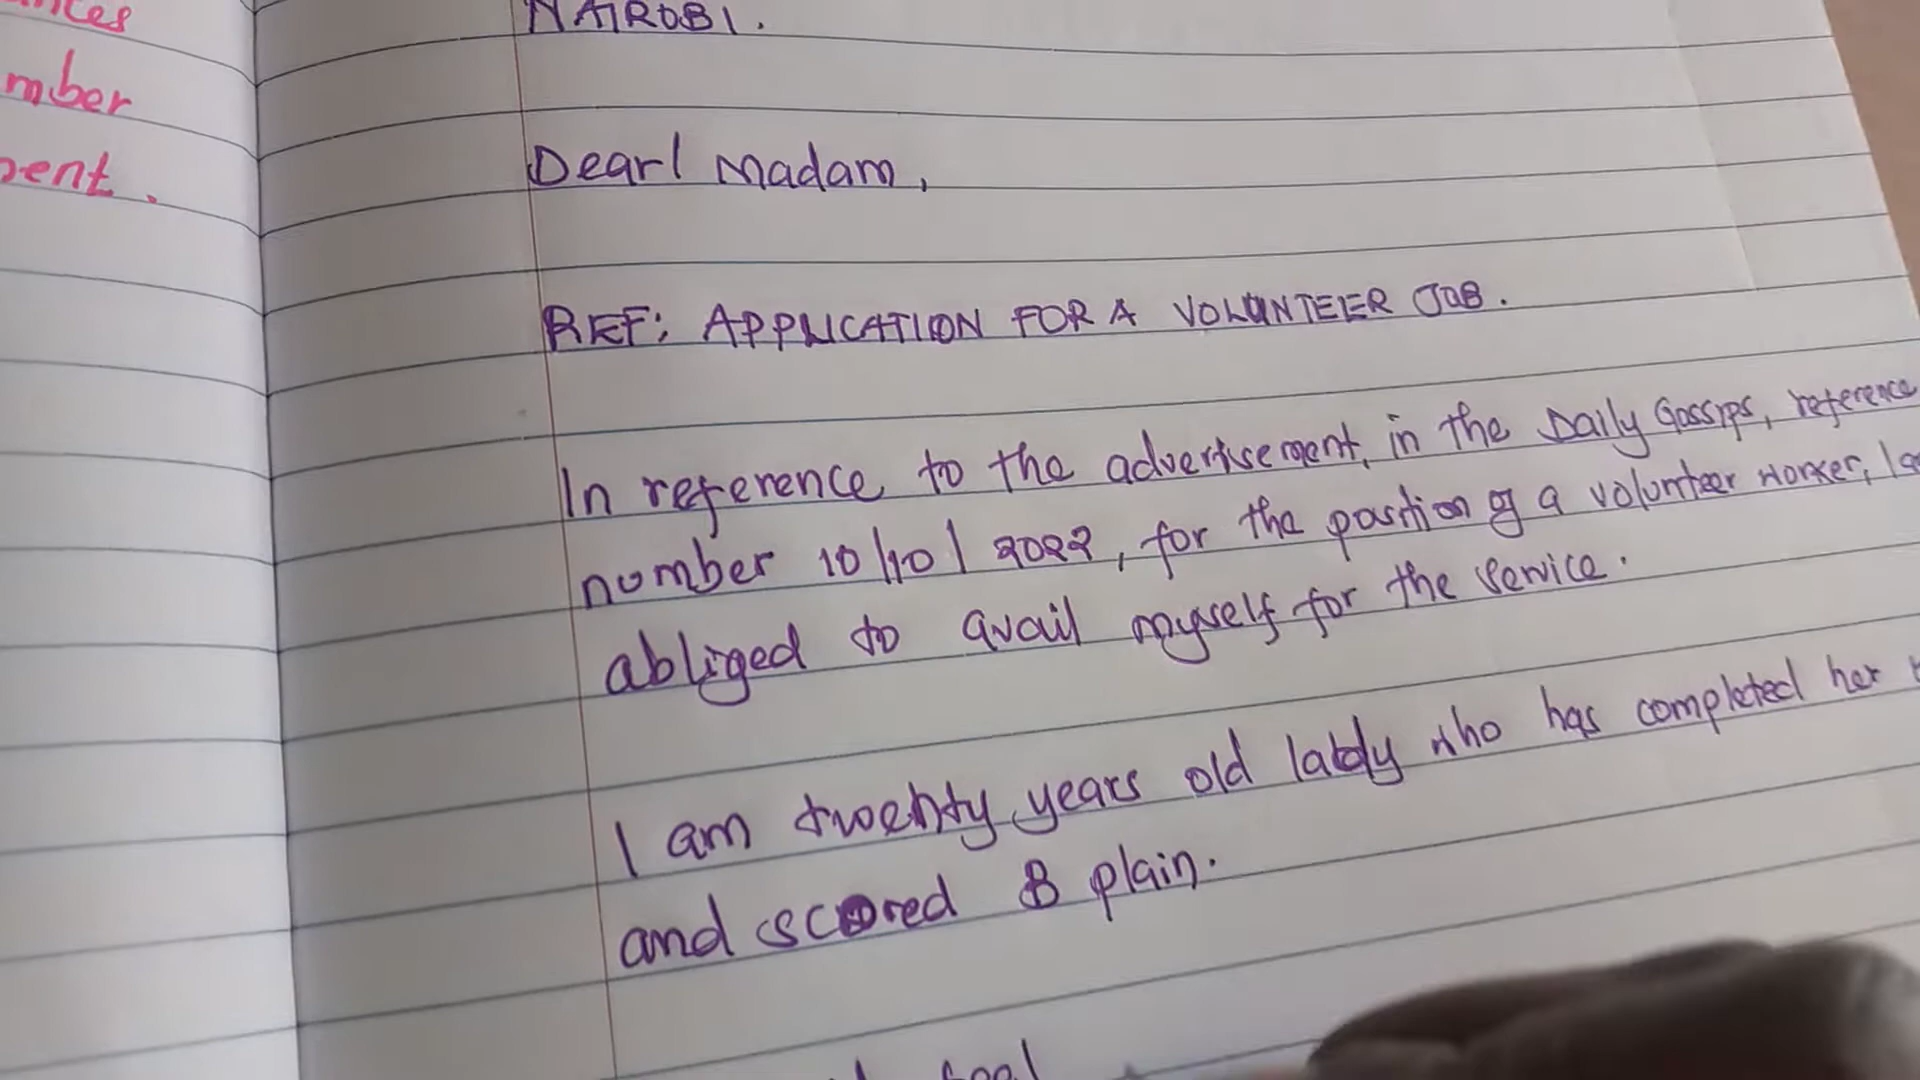 mber
NAIROBI.
Dearl Madam,
REF: APPLICATION FOR A VOLUNTEER JOB.
In reference to the advertisement, in the Daily Gossips, reference
number 10/10/2022, for the position of a volunteer worker, I
abliged to avail myself for the service.
I am twenty years old lady who has completed her
and scored B plain.